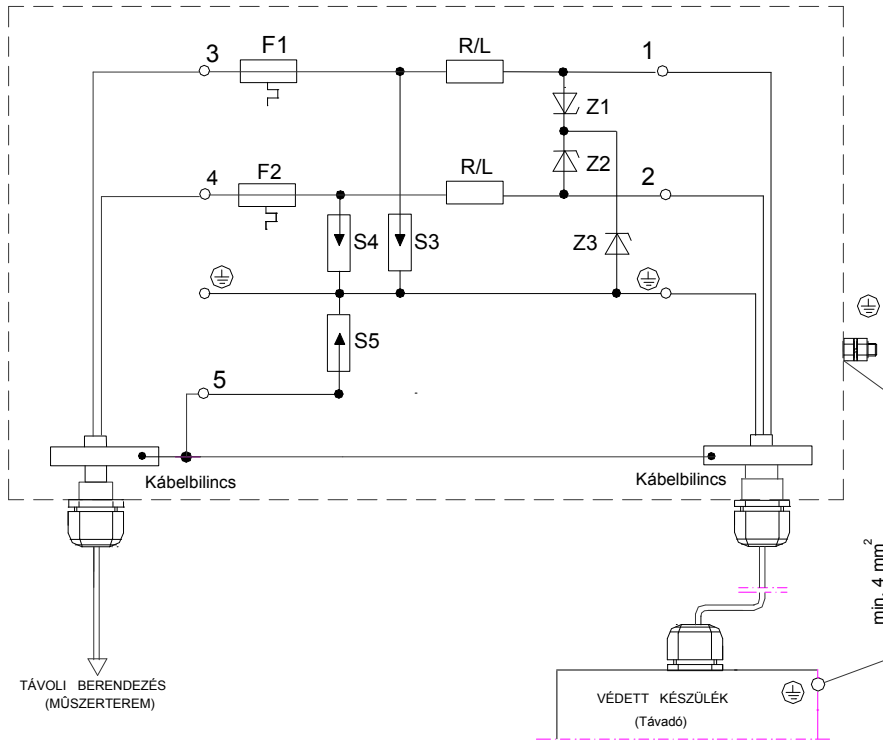 3 F1 R/L 1
Z1
4 F2 R/L Z2 2
S4 S3 Z3
S5
5
Kábelbilincs Kábelbilincs
min. 4 mm²
TÁVOLI BERENDEZÉS
(MÛSZERTEREM)
VÉDETT KÉSZÜLÉK
(Távadó)